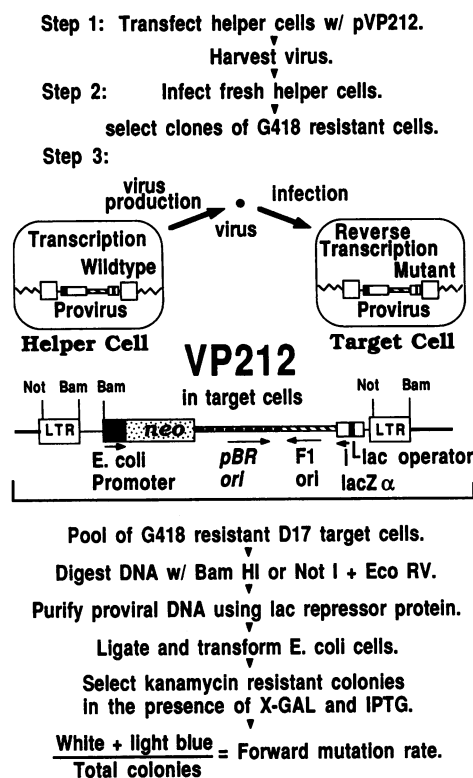 Step 1: Transfect helper cells w/ pVP212.
Harvest virus.
Step 2: Infect fresh helper cells.
select clones of G418 resistant cells.
Step 3:
virus production
infection
virus
Transcription
Wildtype
Provirus
Helper Cell
Reverse Transcription
Mutant
Provirus
Target Cell
VP212
in target cells
Not Bam Bam
Not Bam
LTR
neo
LTR
E. coli Promoter
pBR ori
F1 ori
lac operator
lacZ α
Pool of G418 resistant D17 target cells.
Digest DNA w/ Bam HI or Not I + Eco RV.
Purify proviral DNA using lac repressor protein.
Ligate and transform E. coli cells.
Select kanamycin resistant colonies
in the presence of X-GAL and IPTG.
White + light blue
Total colonies
= Forward mutation rate.